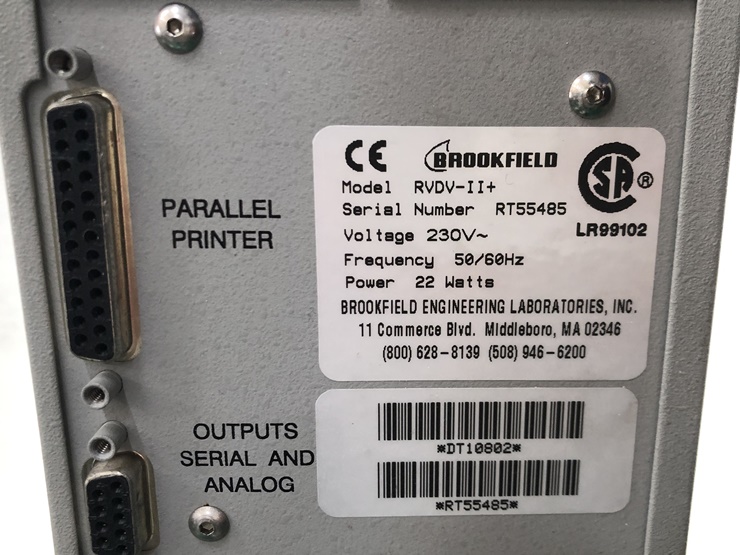 PARALLEL
PRINTER
CE BROOKFIELD
Model RVDV-II+
Serial Number RT55485
Voltage 230V~
Frequency 50/60Hz
Power 22 Watts
SA ®
LR99102
BROOKFIELD ENGINEERING LABORATORIES, INC.
11 Commerce Blvd. Middleboro, MA 02346
(800) 628-8139 (508) 946-6200
OUTPUTS
SERIAL AND
ANALOG
*DT10802*
*RT55485*